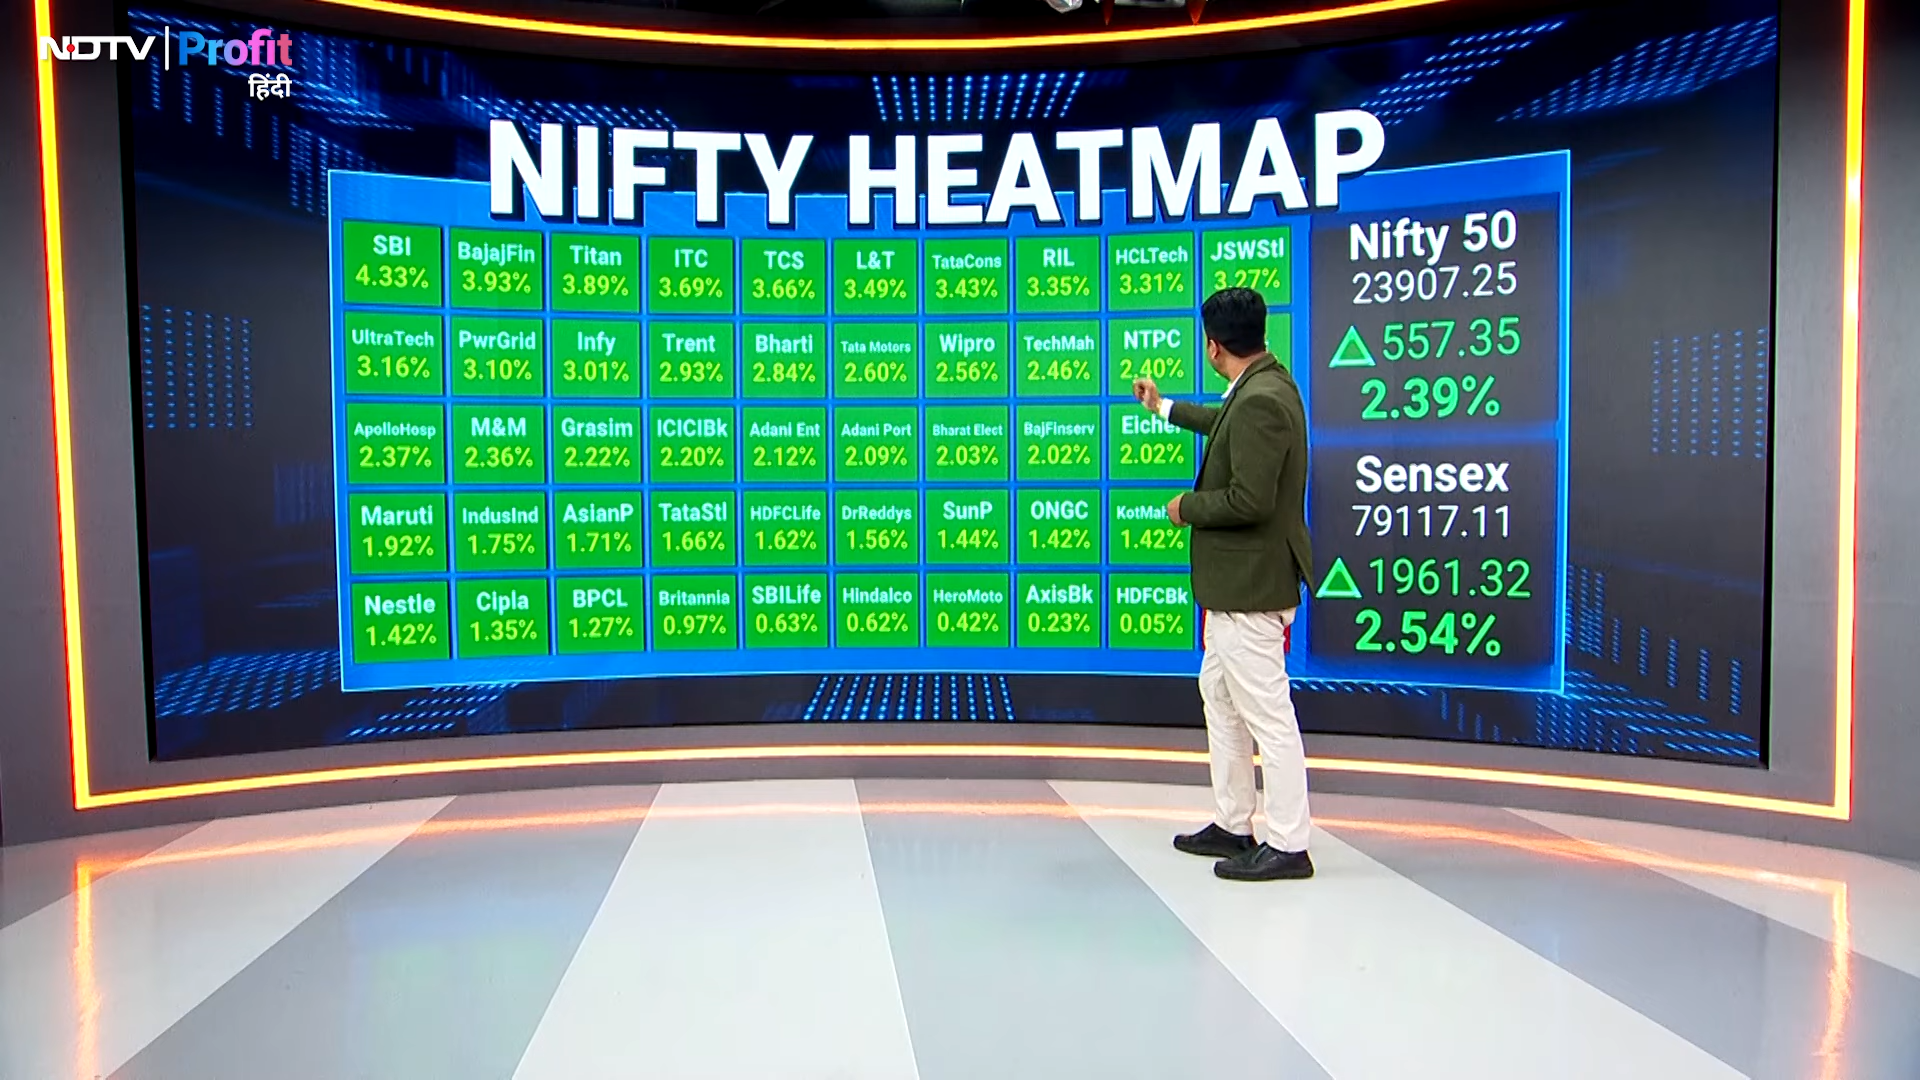 NDTV Profit
हिंदी
NIFTY HEATMAP
SBI
4.33%
BajajFin
3.93%
Titan
3.89%
ITC
3.69%
TCS
3.66%
L&T
3.49%
TataCons
3.43%
RIL
3.35%
HCLTech
3.31%
JSWStl
3.27%
UltraTech
3.16%
PwrGrid
3.10%
Infy
3.01%
Trent
2.93%
Bharti
2.84%
Tata Motors
2.60%
Wipro
2.56%
TechMah
2.46%
NTPC
2.40%
ApolloHosp
2.37%
M&M
2.36%
Grasim
2.22%
ICICIBk
2.20%
Adani Ent
2.12%
Adani Port
2.09%
Bharat Elect
2.03%
BajFinserv
2.02%
Eicher
2.02%
Maruti
1.92%
IndusInd
1.75%
AsianP
1.71%
TataStl
1.66%
HDFCLife
1.62%
DrReddys
1.56%
SunP
1.44%
ONGC
1.42%
KotMah
1.42%
Nestle
1.42%
Cipla
1.35%
BPCL
1.27%
Britannia
0.97%
SBILife
0.63%
Hindalco
0.62%
HeroMoto
0.42%
AxisBk
0.23%
HDFCBk
0.05%
Nifty 50
23907.25
557.35
2.39%
Sensex
79117.11
1961.32
2.54%